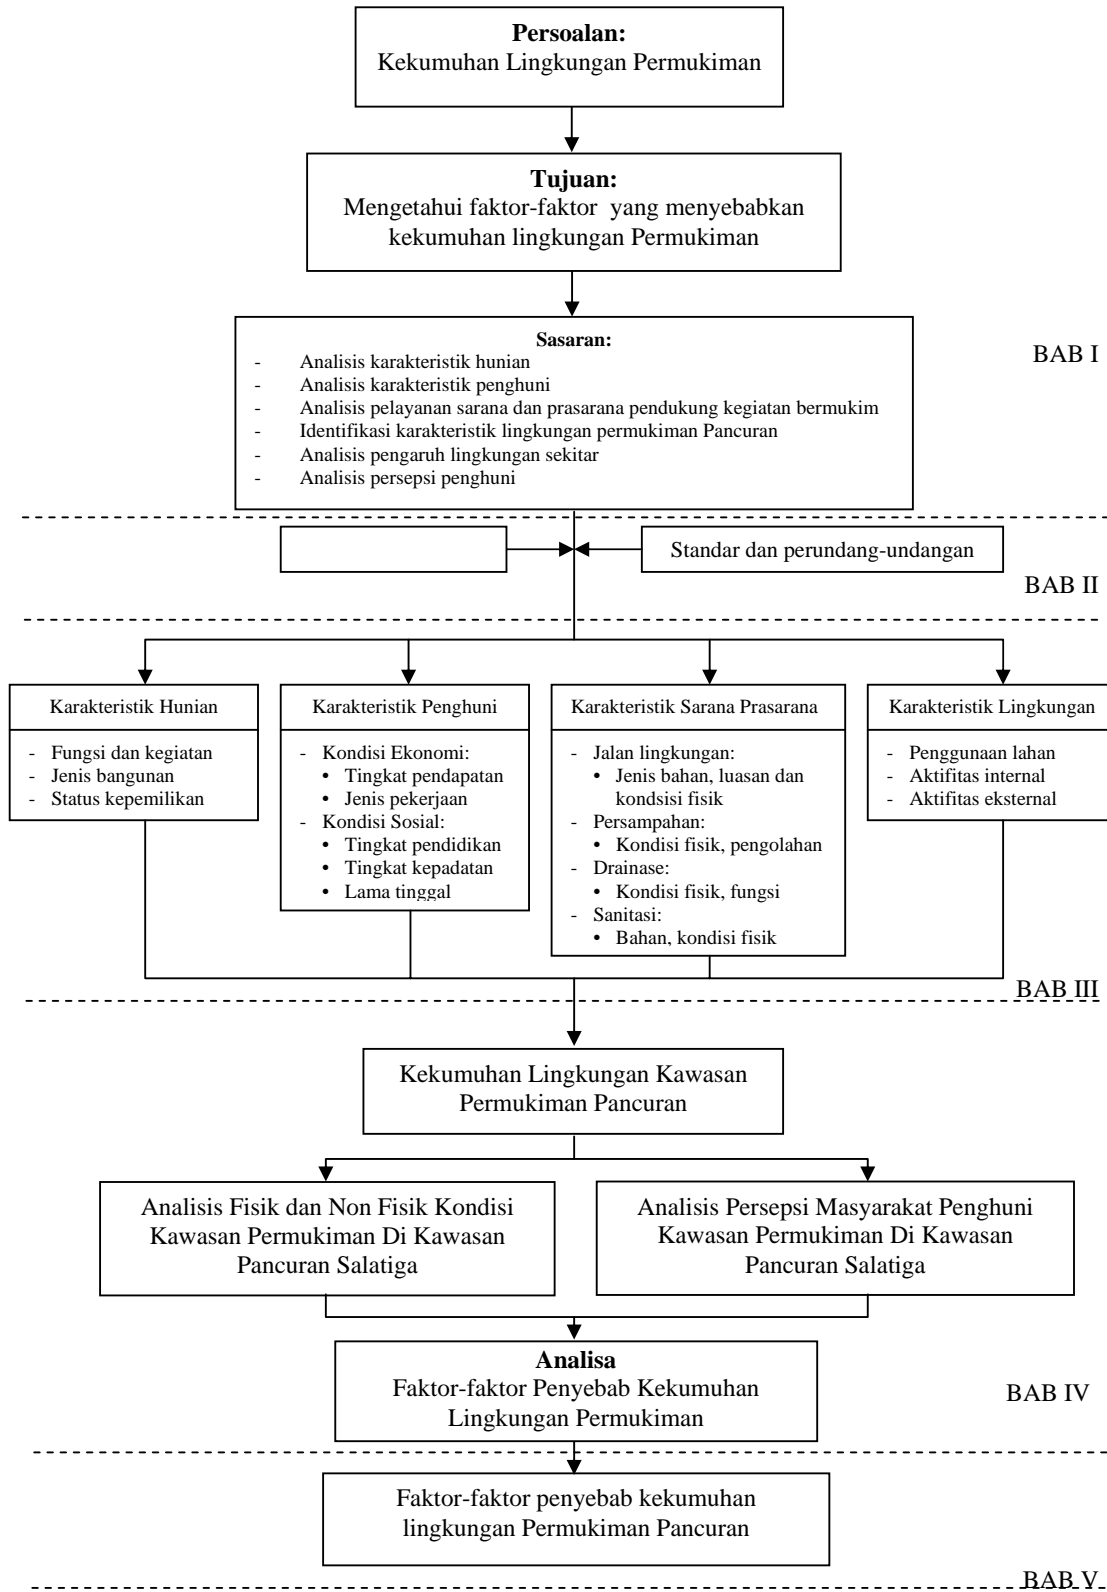 Persoalan:
Kekumuhan Lingkungan Permukiman
Tujuan:
Mengetahui faktor-faktor yang menyebabkan
kekumuhan lingkungan Permukiman
Sasaran:
- Analisis karakteristik hunian
- Analisis karakteristik penghuni
- Analisis pelayanan sarana dan prasarana pendukung kegiatan bermukim
- Identifikasi karakteristik lingkungan permukiman Pancuran
- Analisis pengaruh lingkungan sekitar
- Analisis persepsi penghuni
BAB I
Standar dan perundang-undangan
BAB II
Karakteristik Hunian
- Fungsi dan kegiatan
- Jenis bangunan
- Status kepemilikan
Karakteristik Penghuni
- Kondisi Ekonomi:
• Tingkat pendapatan
• Jenis pekerjaan
- Kondisi Sosial:
• Tingkat pendidikan
• Tingkat kepadatan
• Lama tinggal
Karakteristik Sarana Prasarana
- Jalan lingkungan:
• Jenis bahan, luasan dan
kondsisi fisik
- Persampahan:
• Kondisi fisik, pengolahan
- Drainase:
• Kondisi fisik, fungsi
- Sanitasi:
• Bahan, kondisi fisik
Karakteristik Lingkungan
- Penggunaan lahan
- Aktifitas internal
- Aktifitas eksternal
BAB III
Kekumuhan Lingkungan Kawasan
Permukiman Pancuran
Analisis Fisik dan Non Fisik Kondisi
Kawasan Permukiman Di Kawasan
Pancuran Salatiga
Analisis Persepsi Masyarakat Penghuni
Kawasan Permukiman Di Kawasan
Pancuran Salatiga
Analisa
Faktor-faktor Penyebab Kekumuhan
Lingkungan Permukiman
BAB IV
Faktor-faktor penyebab kekumuhan
lingkungan Permukiman Pancuran
BAB V